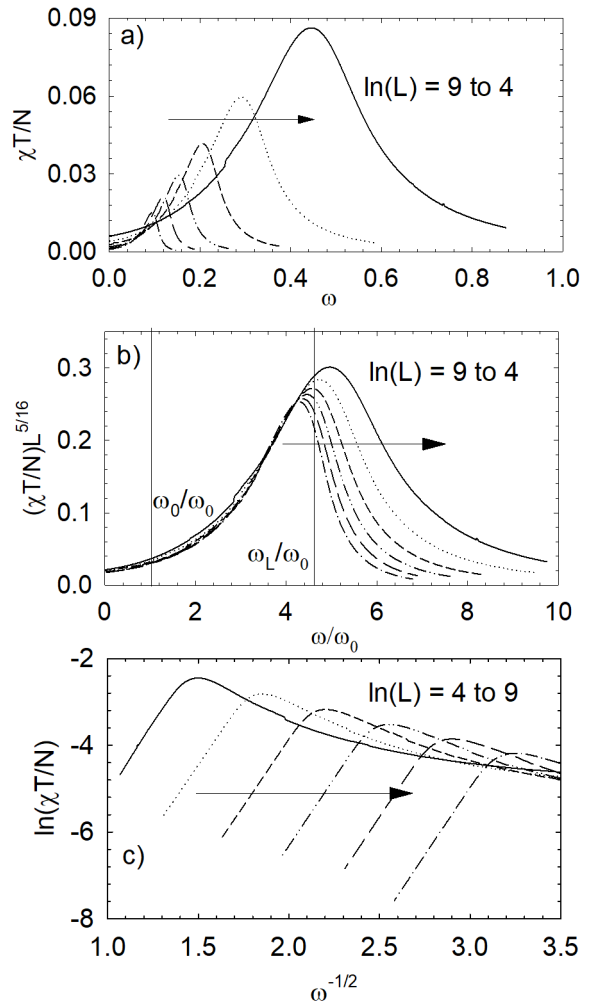 a)
ln(L) = 9 to 4
χT/N
0.09
0.06
0.03
0.00
0.0 0.2 0.4 0.6 0.8 1.0
ω
b)
ln(L) = 9 to 4
(χT/N)L^5/16
0.3
0.2
0.1
0.0
ω₀/ω₀
ω_L/ω₀
0 2 4 6 8 10
ω/ω₀
ln(L) = 4 to 9
ln(χT/N)
-2
-4
-6
-8
c)
1.0 1.5 2.0 2.5 3.0 3.5
ω^-1/2